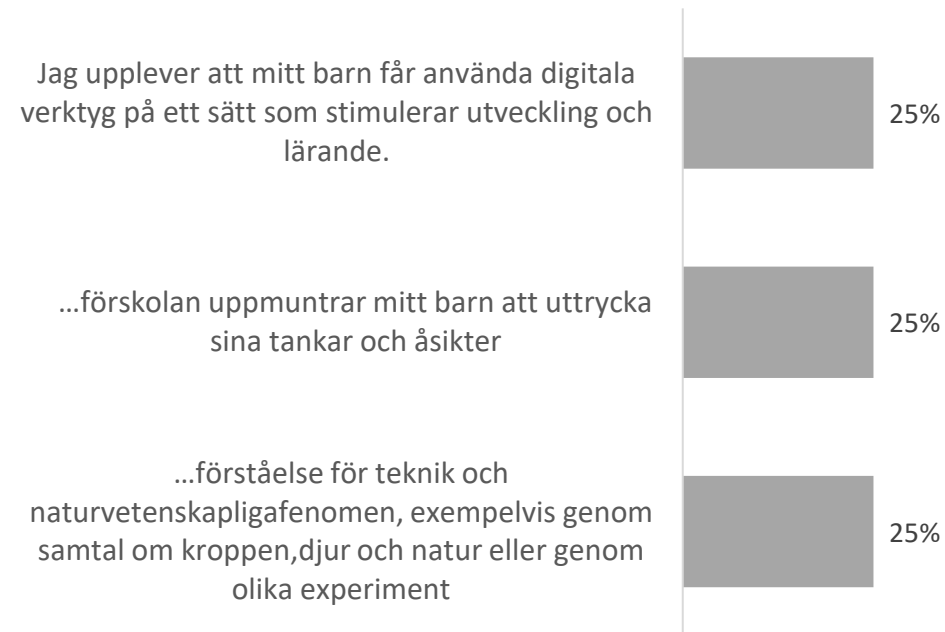 Jag upplever att mitt barn får använda digitala
verktyg på ett sätt som stimulerar utveckling och
lärande.
25%
…förskolan uppmuntrar mitt barn att uttrycka
sina tankar och åsikter
25%
…förståelse för teknik och
naturvetenskapligafenomen, exempelvis genom
samtal om kroppen,djur och natur eller genom
olika experiment
25%